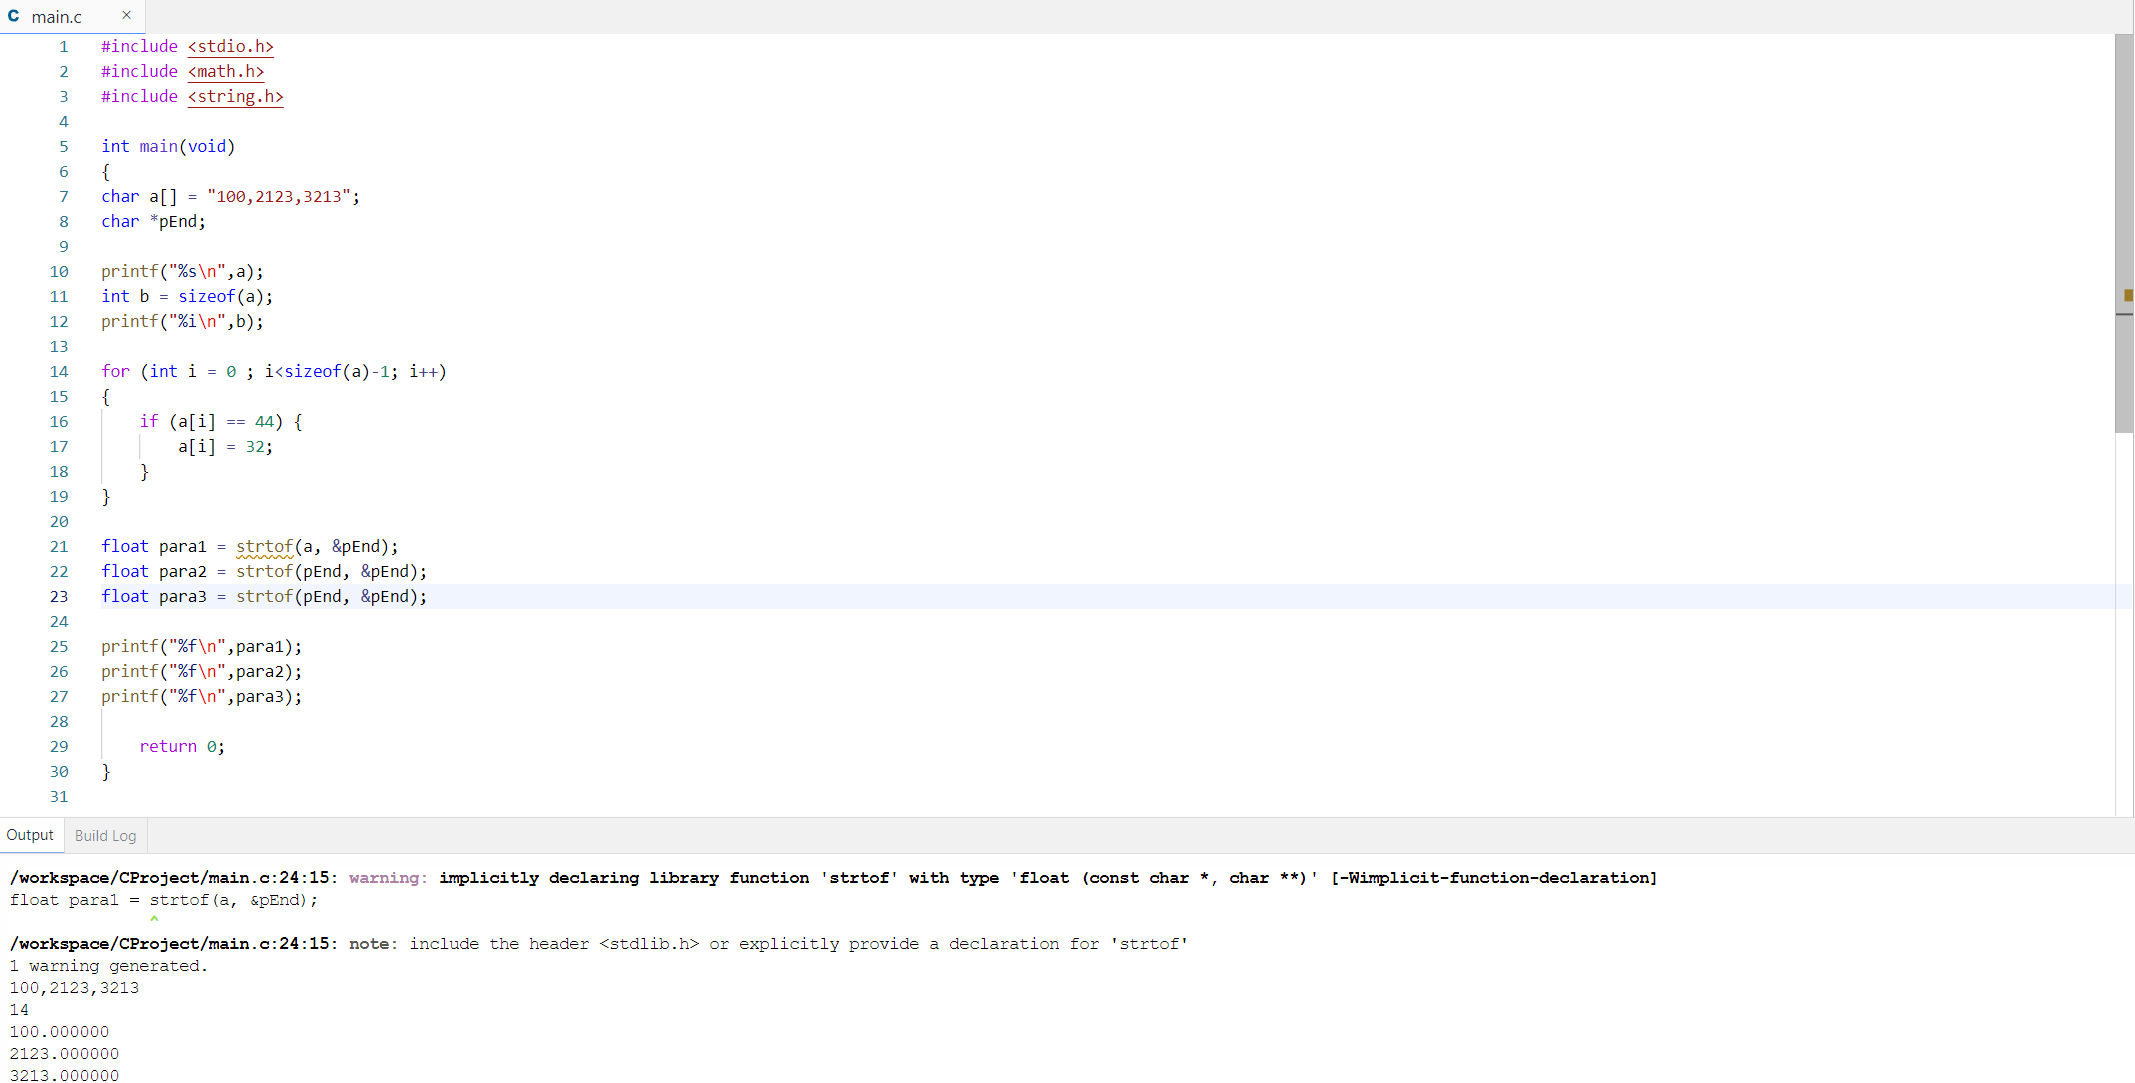 C main.c ×
1 #include <stdio.h>
2 #include <math.h>
3 #include <string.h>
4
5 int main(void)
6 {
7 char a[] = "100,2123,3213";
8 char *pEnd;
9
10 printf("%s\n",a);
11 int b = sizeof(a);
12 printf("%i\n",b);
13
14 for (int i = 0 ; i<sizeof(a)-1; i++)
15 {
16     if (a[i] == 44) {
17         a[i] = 32;
18     }
19 }
20
21 float para1 = strtof(a, &pEnd);
22 float para2 = strtof(pEnd, &pEnd);
23 float para3 = strtof(pEnd, &pEnd);
24
25 printf("%f\n",para1);
26 printf("%f\n",para2);
27 printf("%f\n",para3);
28
29     return 0;
30 }
31
Output Build Log
/workspace/CProject/main.c:24:15: warning: implicitly declaring library function 'strtof' with type 'float (const char *, char **)' [-Wimplicit-function-declaration]
float para1 = strtof(a, &pEnd);
^
/workspace/CProject/main.c:24:15: note: include the header <stdlib.h> or explicitly provide a declaration for 'strtof'
1 warning generated.
100,2123,3213
14
100.000000
2123.000000
3213.000000